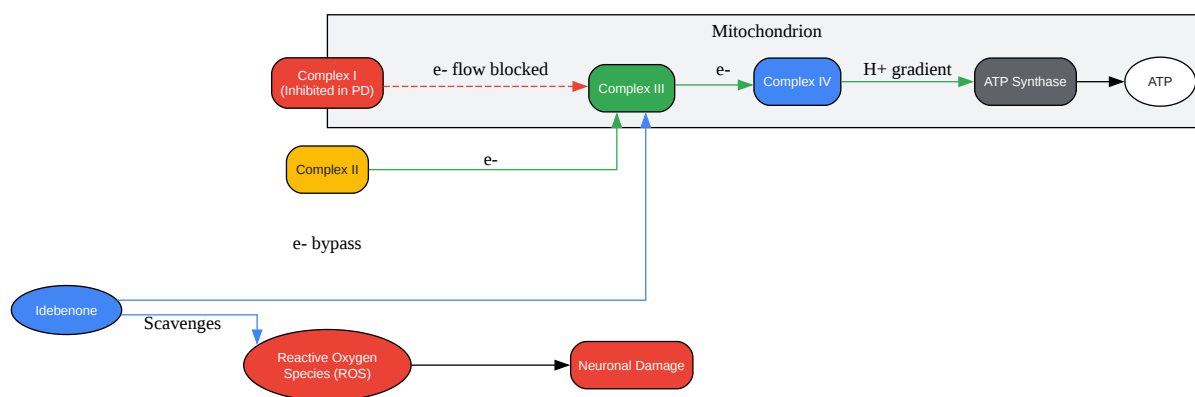 Mitochondrion
Complex I
(Inhibited in PD)
e- flow blocked
Complex III
e-
Complex IV
H+ gradient
ATP Synthase
ATP
Complex II
e-
e- bypass
Idebenone
Scavenges
Reactive Oxygen
Species (ROS)
Neuronal Damage